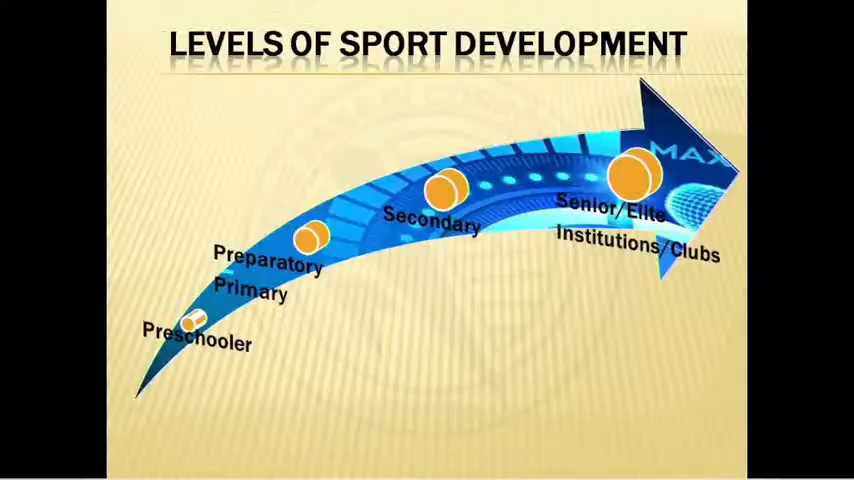 LEVELS OF SPORT DEVELOPMENT
MAX
Senior/Elite
Institutions/Clubs
Secondary
Preparatory
Primary
Preschooler